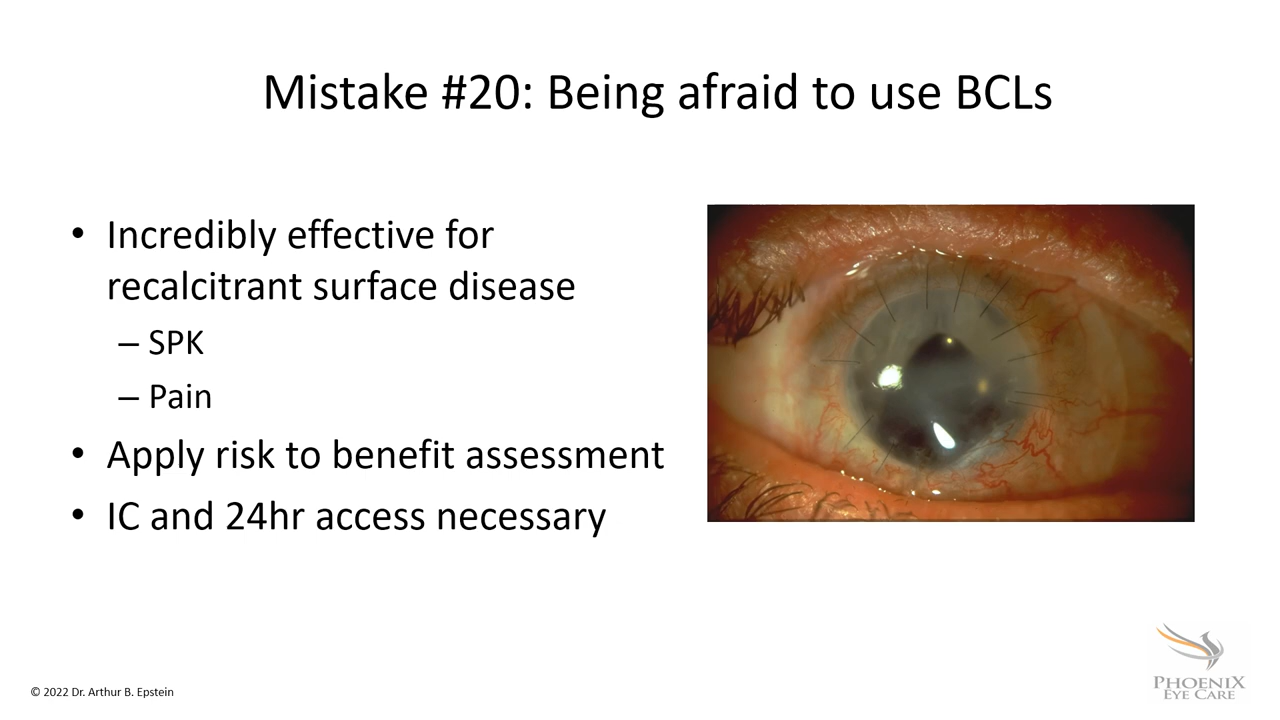 Mistake #20: Being afraid to use BCLs
• Incredibly effective for
recalcitrant surface disease
– SPK
– Pain
• Apply risk to benefit assessment
• IC and 24hr access necessary
© 2022 Dr. Arthur B. Epstein
PHOENIX
EYE CARE